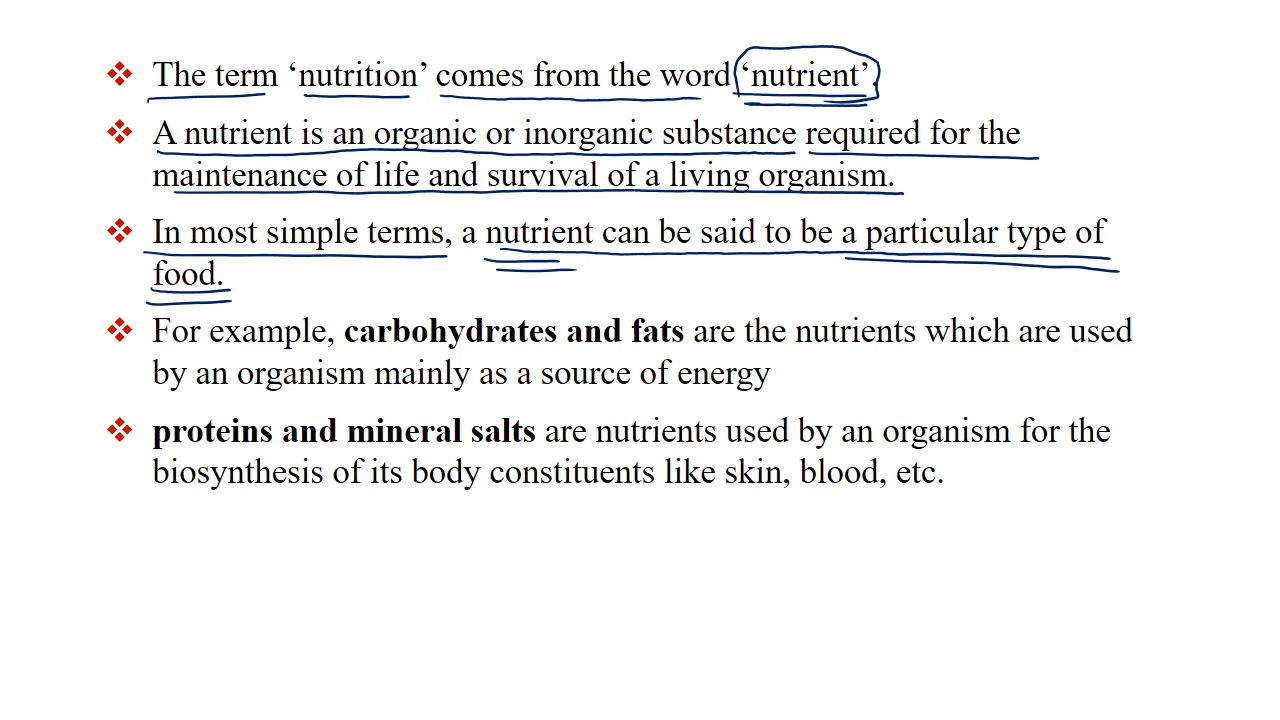 ❖ The term ‘nutrition’ comes from the word ‘nutrient’.
❖ A nutrient is an organic or inorganic substance required for the
maintenance of life and survival of a living organism.
❖ In most simple terms, a nutrient can be said to be a particular type of
food.
❖ For example, carbohydrates and fats are the nutrients which are used
by an organism mainly as a source of energy
❖ proteins and mineral salts are nutrients used by an organism for the
biosynthesis of its body constituents like skin, blood, etc.